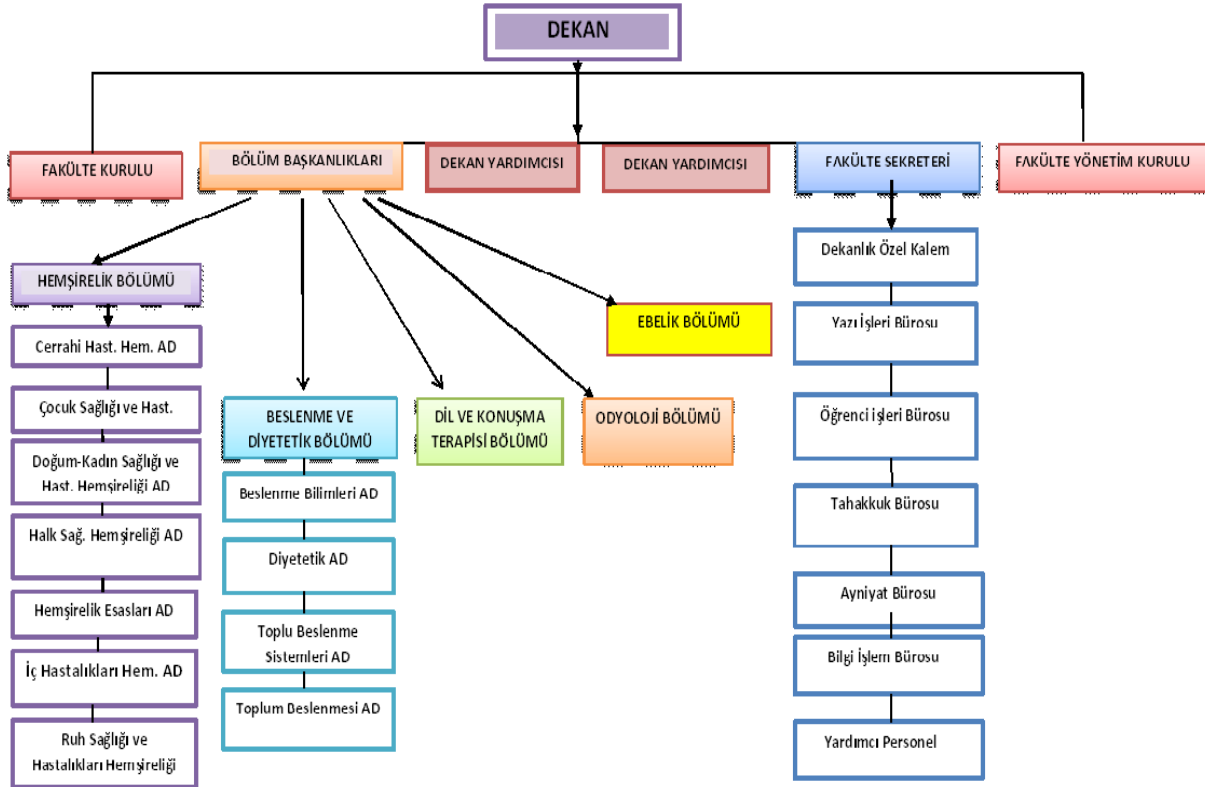 DEKAN
FAKÜLTE KURULU
BÖLÜM BAŞKANLIKLARI
DEKAN YARDIMCISI
DEKAN YARDIMCISI
FAKÜLTE SEKRETERİ
FAKÜLTE YÖNETİM KURULU
HEMŞİRELİK BÖLÜMÜ
Cerrahi Hast. Hem. AD
Çocuk Sağlığı ve Hast.
Doğum-Kadın Sağlığı ve
Hast. Hemşireliği AD
Halk Sağ. Hemşireliği AD
Hemşirelik Esasları AD
İç Hastalıkları Hem. AD
Ruh Sağlığı ve
Hastalıkları Hemşireliği
BESLENME VE
DİYETETİK BÖLÜMÜ
Beslenme Bilimleri AD
Diyetetik AD
Toplu Beslenme
Sistemleri AD
Toplum Beslenmesi AD
DİL VE KONUŞMA
TERAPİSİ BÖLÜMÜ
ODYOLOJİ BÖLÜMÜ
EBELİK BÖLÜMÜ
Dekanlık Özel Kalem
Yazı İşleri Bürosu
Öğrenci işleri Bürosu
Tahakkuk Bürosu
Ayniyat Bürosu
Bilgi İşlem Bürosu
Yardımcı Personel